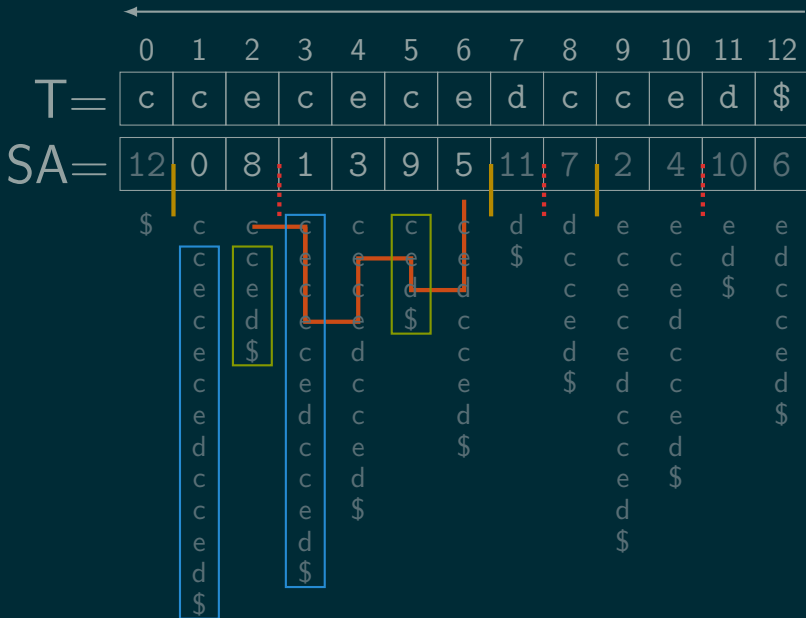 0 1 2 3 4 5 6 7 8 9 10 11 12
T= c c e c e c e d c c e d $
SA= 12 0 8 1 3 9 5 11 7 2 4 10 6
$ c c c c c c d d e e e e
c c e e e e $ c c c d d
e e c c d d c e e $ c
c d e e $ c e c d c
e $ c d c d e c e
c e c e $ d c d
e d c d c e $
d c e $ c d
c c d e $
c e $ d
e d $
d $
$